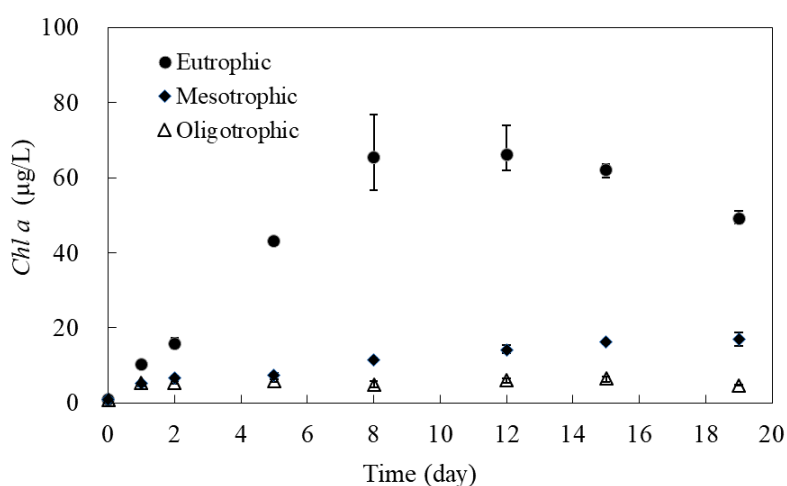 100
80
60
40
20
0
Chl a (µg/L)
Eutrophic
Mesotrophic
Oligotrophic
0 2 4 6 8 10 12 14 16 18 20
Time (day)